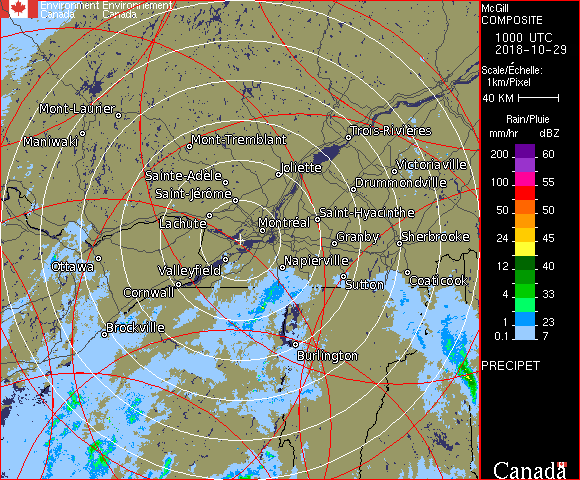 Environment Environnement
Canada Canada
McGill
COMPOSITE
1000 UTC
2018-10-29
Scale/Échelle:
1km/Pixel
40 KM
Rain/Pluie
mm/hr dBZ
200 60
100 55
50 50
24 45
12 40
4 35
2 30
1 23
0.1 7
PRECIPET
Canada
Mont-Laurier
Maniwaki
Mont-Tremblant
Trois-Rivières
Joliette
Victoriaville
Sainte-Adèle
Drummondville
Saint-Jérôme
Saint-Hyacinthe
Lachute
Montréal
Granby
Sherbrooke
Ottawa
Valleyfield
Napierville
Cornwall
Sutton
Coaticook
Brockville
Burlington